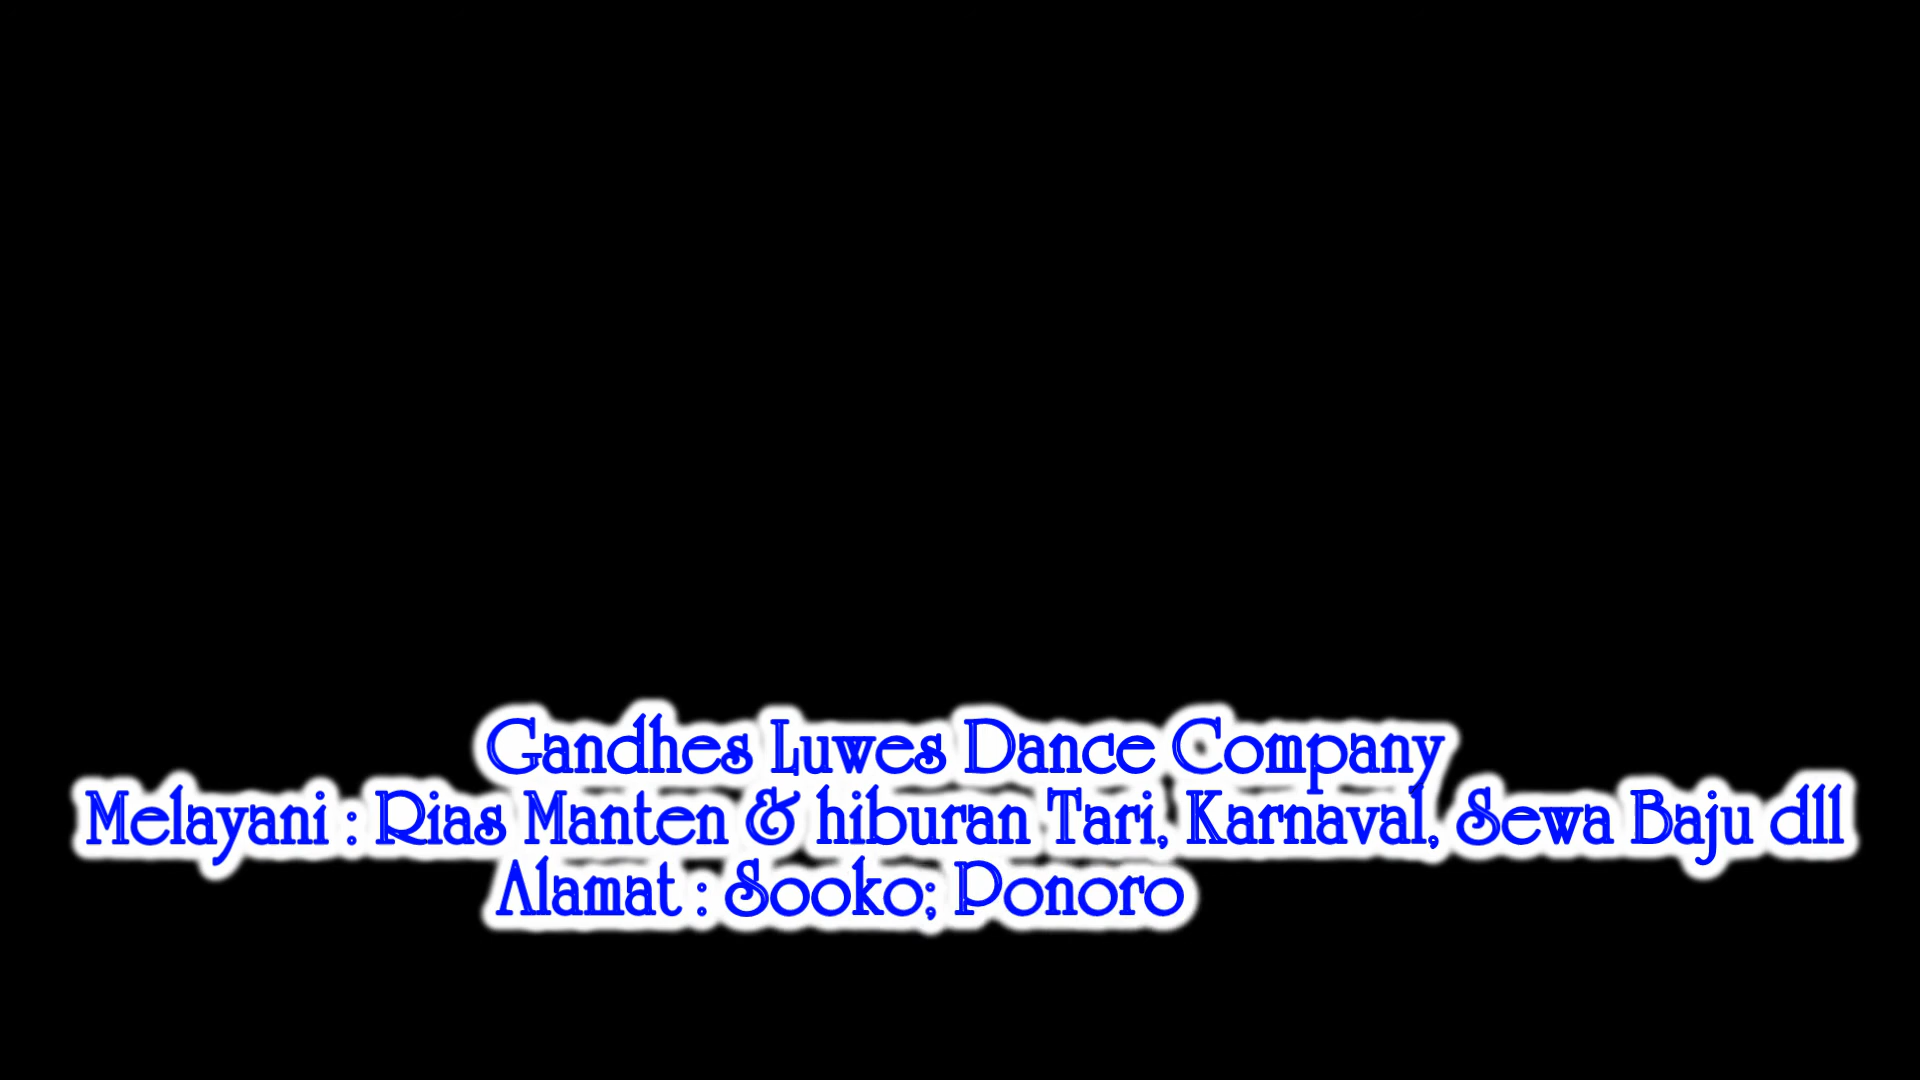 Gandhes Luwes Dance Company
Melayani : Rias Manten & hiburan Tari, Karnaval, Sewa Baju dll
Alamat : Sooko; Ponoro